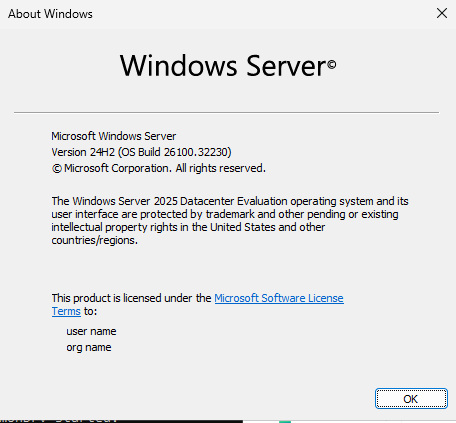 About Windows
Windows Server©
Microsoft Windows Server
Version 24H2 (OS Build 26100.32230)
© Microsoft Corporation. All rights reserved.
The Windows Server 2025 Datacenter Evaluation operating system and its
user interface are protected by trademark and other pending or existing
intellectual property rights in the United States and other
countries/regions.
This product is licensed under the Microsoft Software License
Terms to:
user name
org name
OK